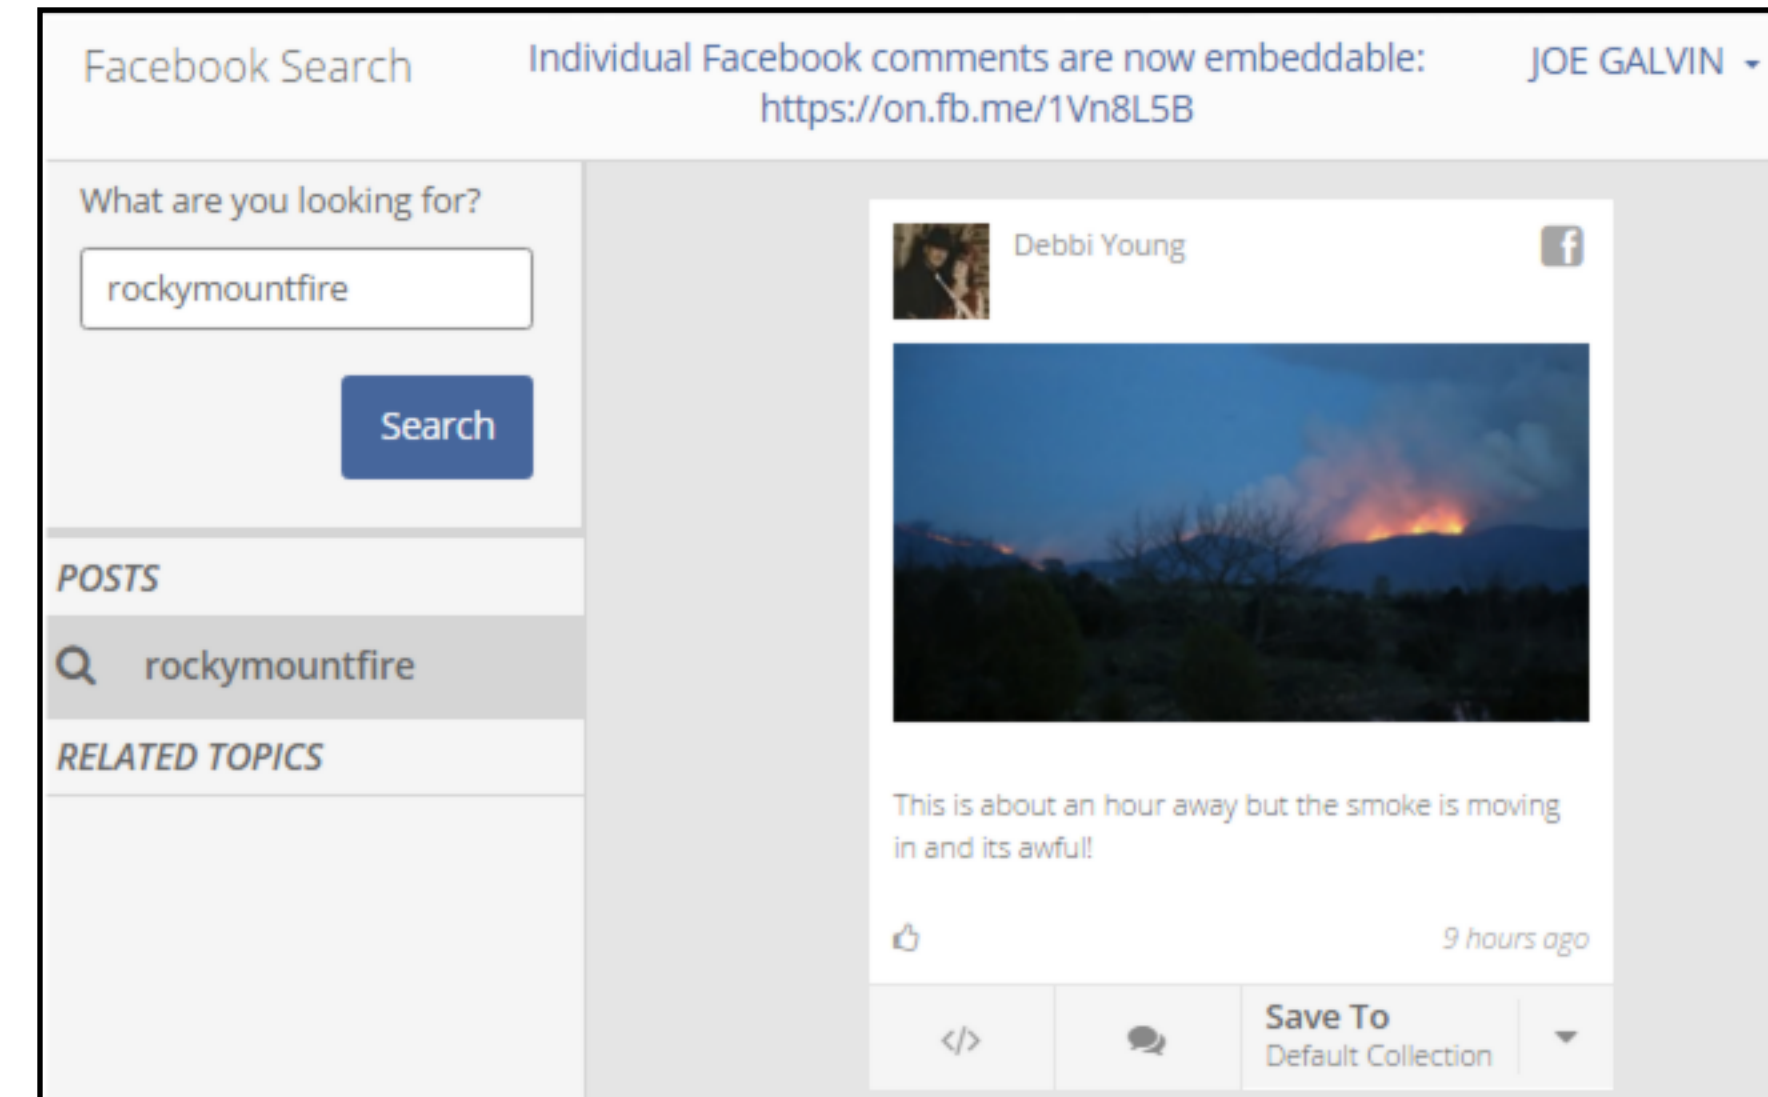 Facebook Search
Individual Facebook comments are now embeddable:
https://on.fb.me/1Vn8L5B
JOE GALVIN
What are you looking for?
rockymountfire
Search
POSTS
rockymountfire
RELATED TOPICS
Debbi Young
f
This is about an hour away but the smoke is moving
in and its awful!
9 hours ago
</>
Save To
Default Collection